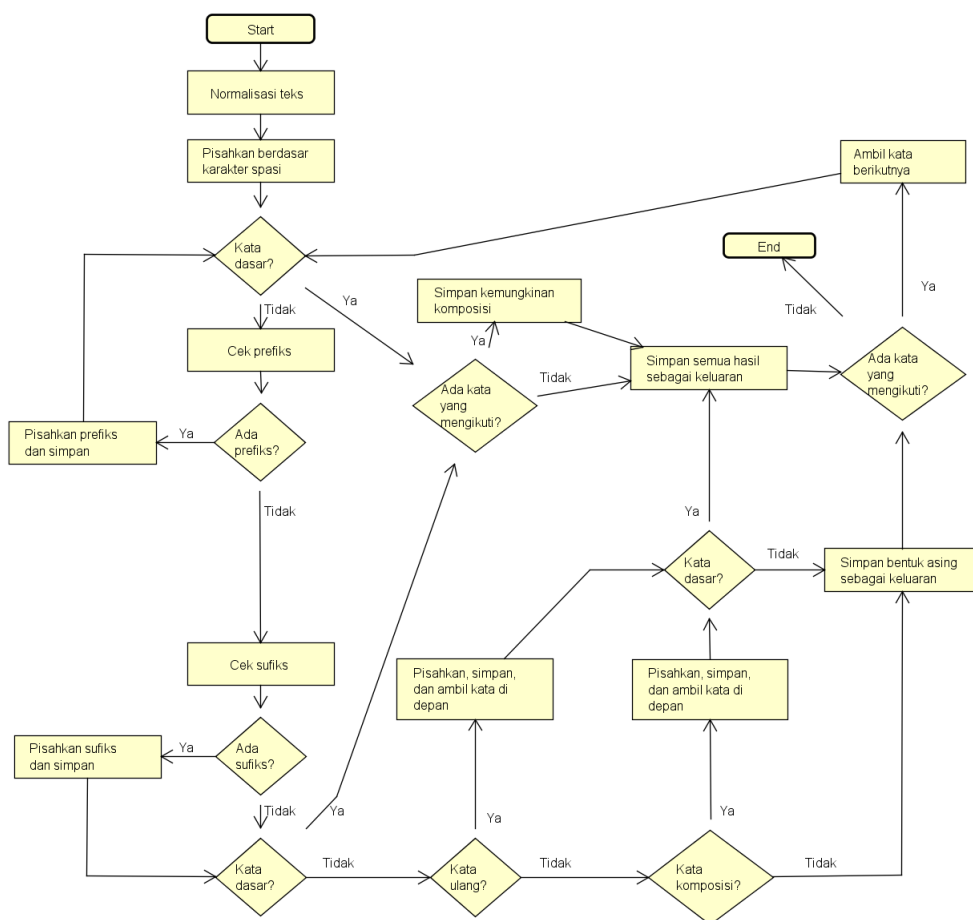 Start
Normalisasi teks
Pisahkan berdasar
karakter spasi
Ambil kata
berikutnya
Kata
dasar?
End
Ya
Simpan kemungkinan
komposisi
Ya
Tidak
Tidak
Cek prefiks
Ya
Tidak
Simpan semua hasil
sebagai keluaran
Ada kata
yang
mengikuti?
Ada kata
yang
mengikuti?
Pisahkan prefiks
dan simpan
Ya
Ada
prefiks?
Tidak
Ya
Kata
dasar?
Tidak
Simpan bentuk asing
sebagai keluaran
Cek sufiks
Pisahkan, simpan,
dan ambil kata di
depan
Pisahkan, simpan,
dan ambil kata di
depan
Pisahkan sufiks
dan simpan
Ya
Ada
sufiks?
Tidak
Ya
Ya
Ya
Kata
dasar?
Tidak
Kata
ulang?
Tidak
Kata
komposisi?
Tidak